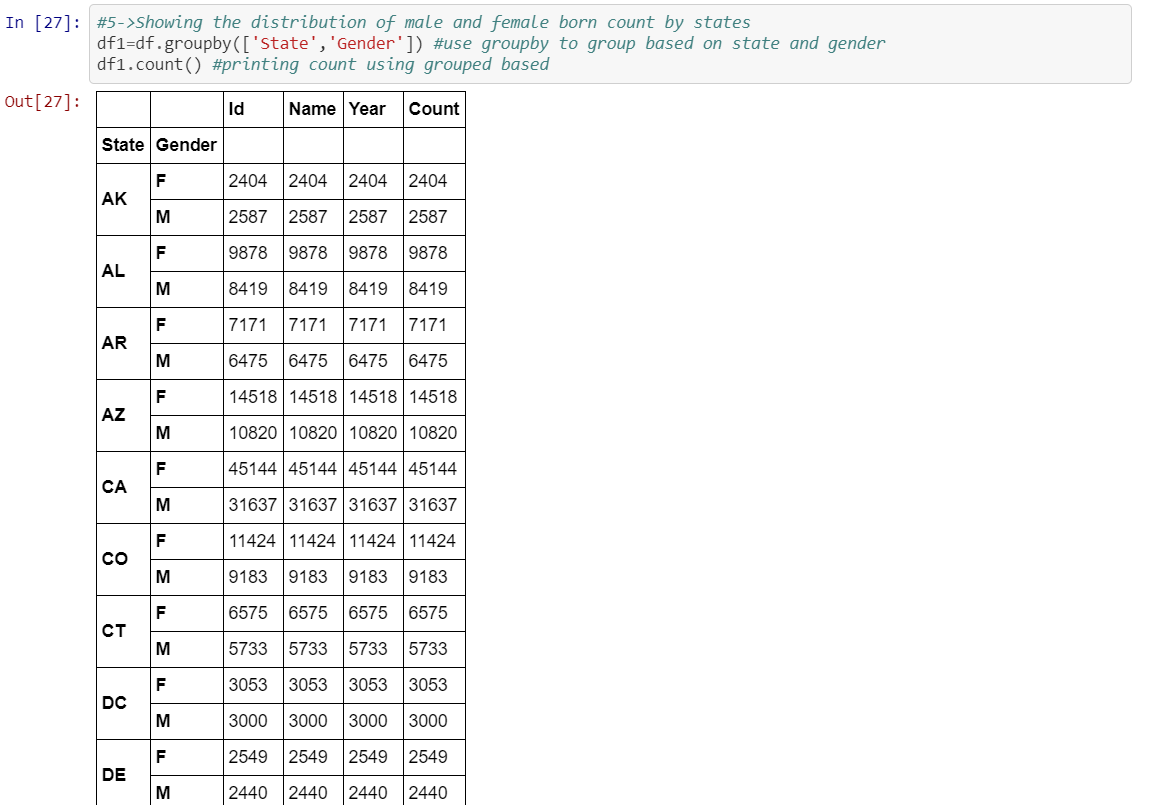 In [27]: #5->Showing the distribution of male and female born count by states
df1=df.groupby(['State','Gender']) #use groupby to group based on state and gender
df1.count() #printing count using grouped based
Out[27]:
Id Name Year Count
State Gender
AK F 2404 2404 2404 2404
M 2587 2587 2587 2587
AL F 9878 9878 9878 9878
M 8419 8419 8419 8419
AR F 7171 7171 7171 7171
M 6475 6475 6475 6475
AZ F 14518 14518 14518 14518
M 10820 10820 10820 10820
CA F 45144 45144 45144 45144
M 31637 31637 31637 31637
CO F 11424 11424 11424 11424
M 9183 9183 9183 9183
CT F 6575 6575 6575 6575
M 5733 5733 5733 5733
DC F 3053 3053 3053 3053
M 3000 3000 3000 3000
DE F 2549 2549 2549 2549
M 2440 2440 2440 2440